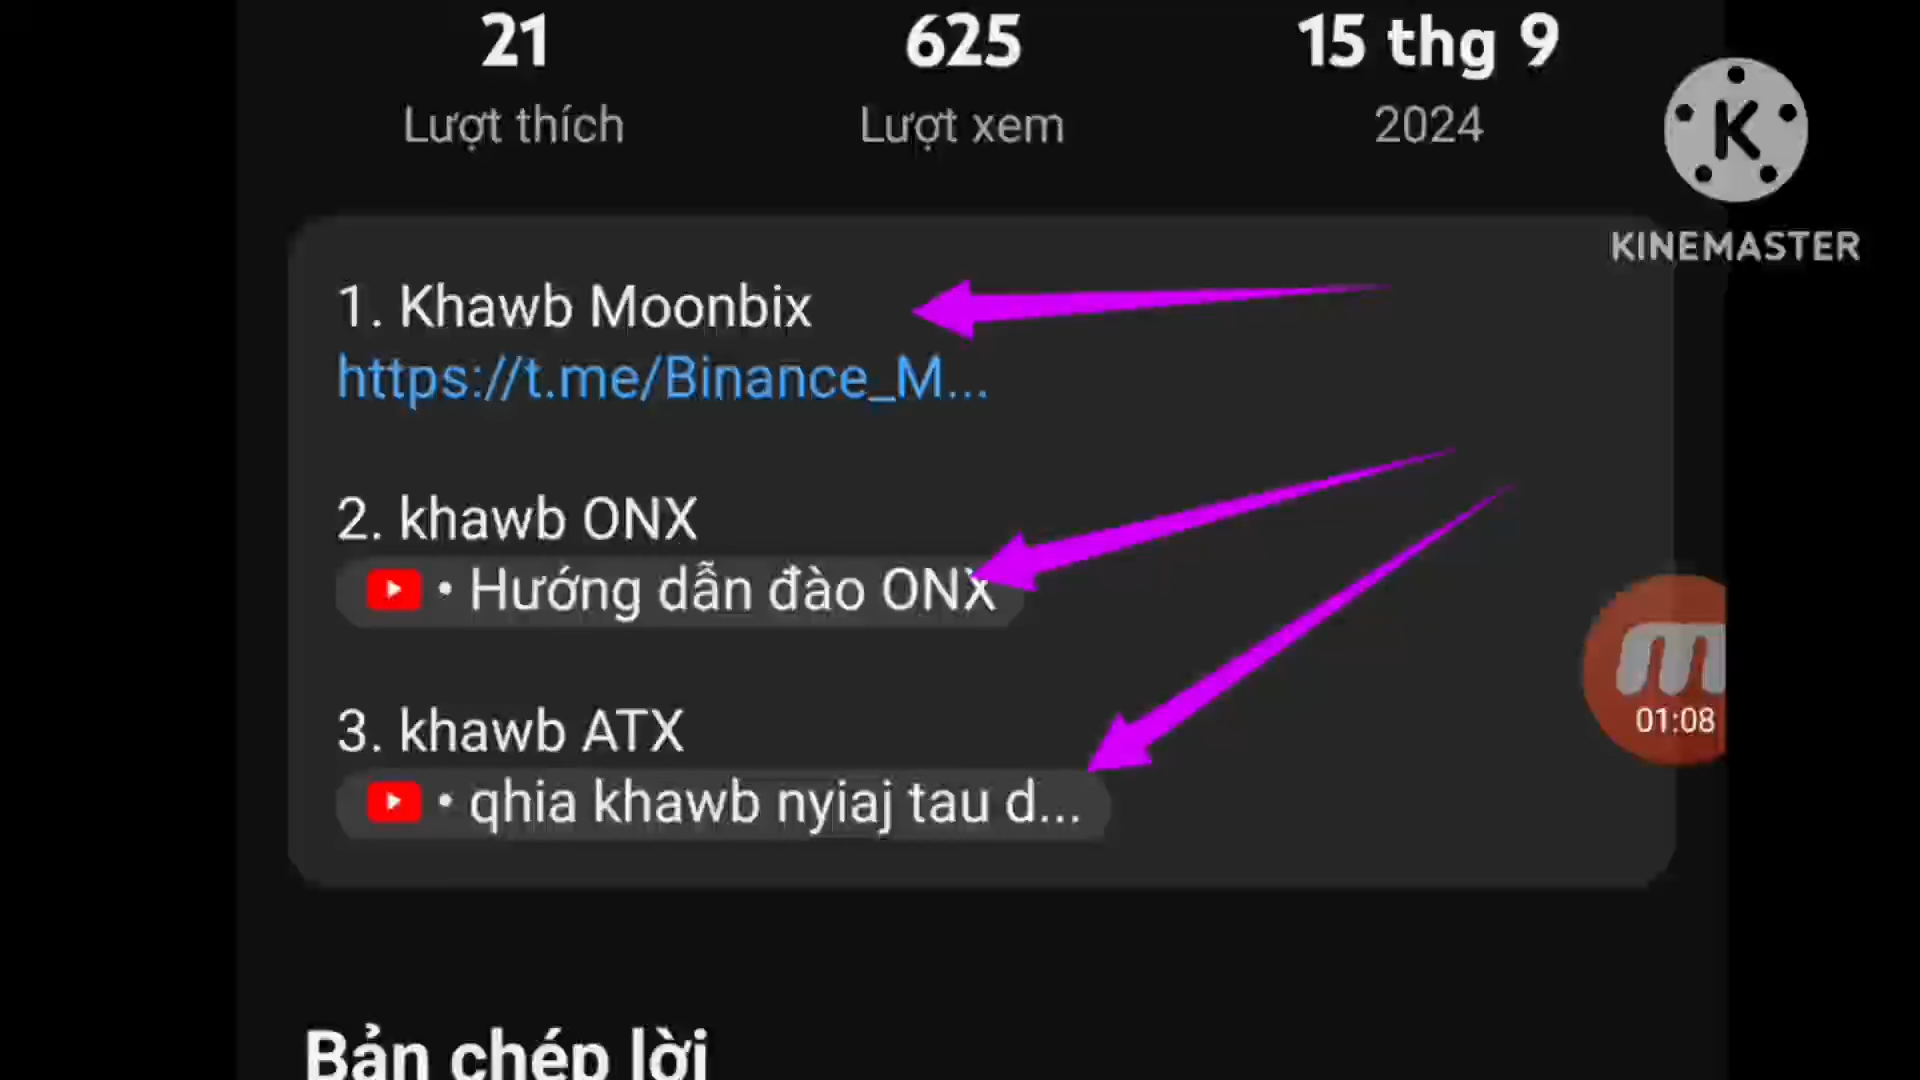 21 625 15 thg 9
Lượt thích Lượt xem 2024
KINEMASTER
1. Khawb Moonbix
https://t.me/Binance_M...
2. khawb ONX
• Hướng dẫn đào ONX
3. khawb ATX
• qhia khawb nyiaj tau d...
01:08
Bản chép lời